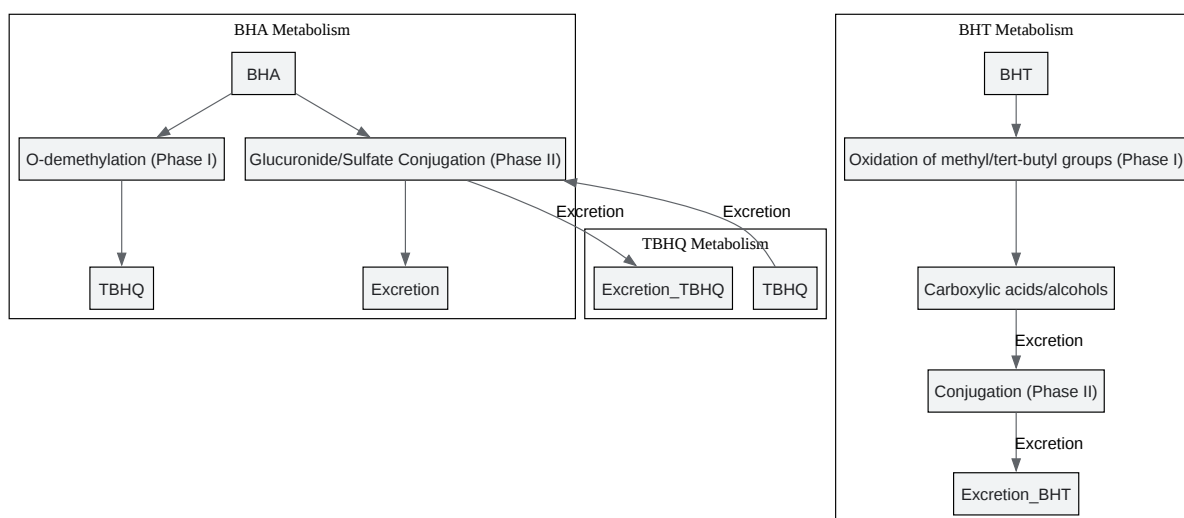 BHA Metabolism
BHA
O-demethylation (Phase I)
Glucuronide/Sulfate Conjugation (Phase II)
TBHQ
Excretion
Excretion
Excretion
TBHQ Metabolism
Excretion_TBHQ
TBHQ
BHT Metabolism
BHT
Oxidation of methyl/tert-butyl groups (Phase I)
Carboxylic acids/alcohols
Excretion
Conjugation (Phase II)
Excretion
Excretion_BHT